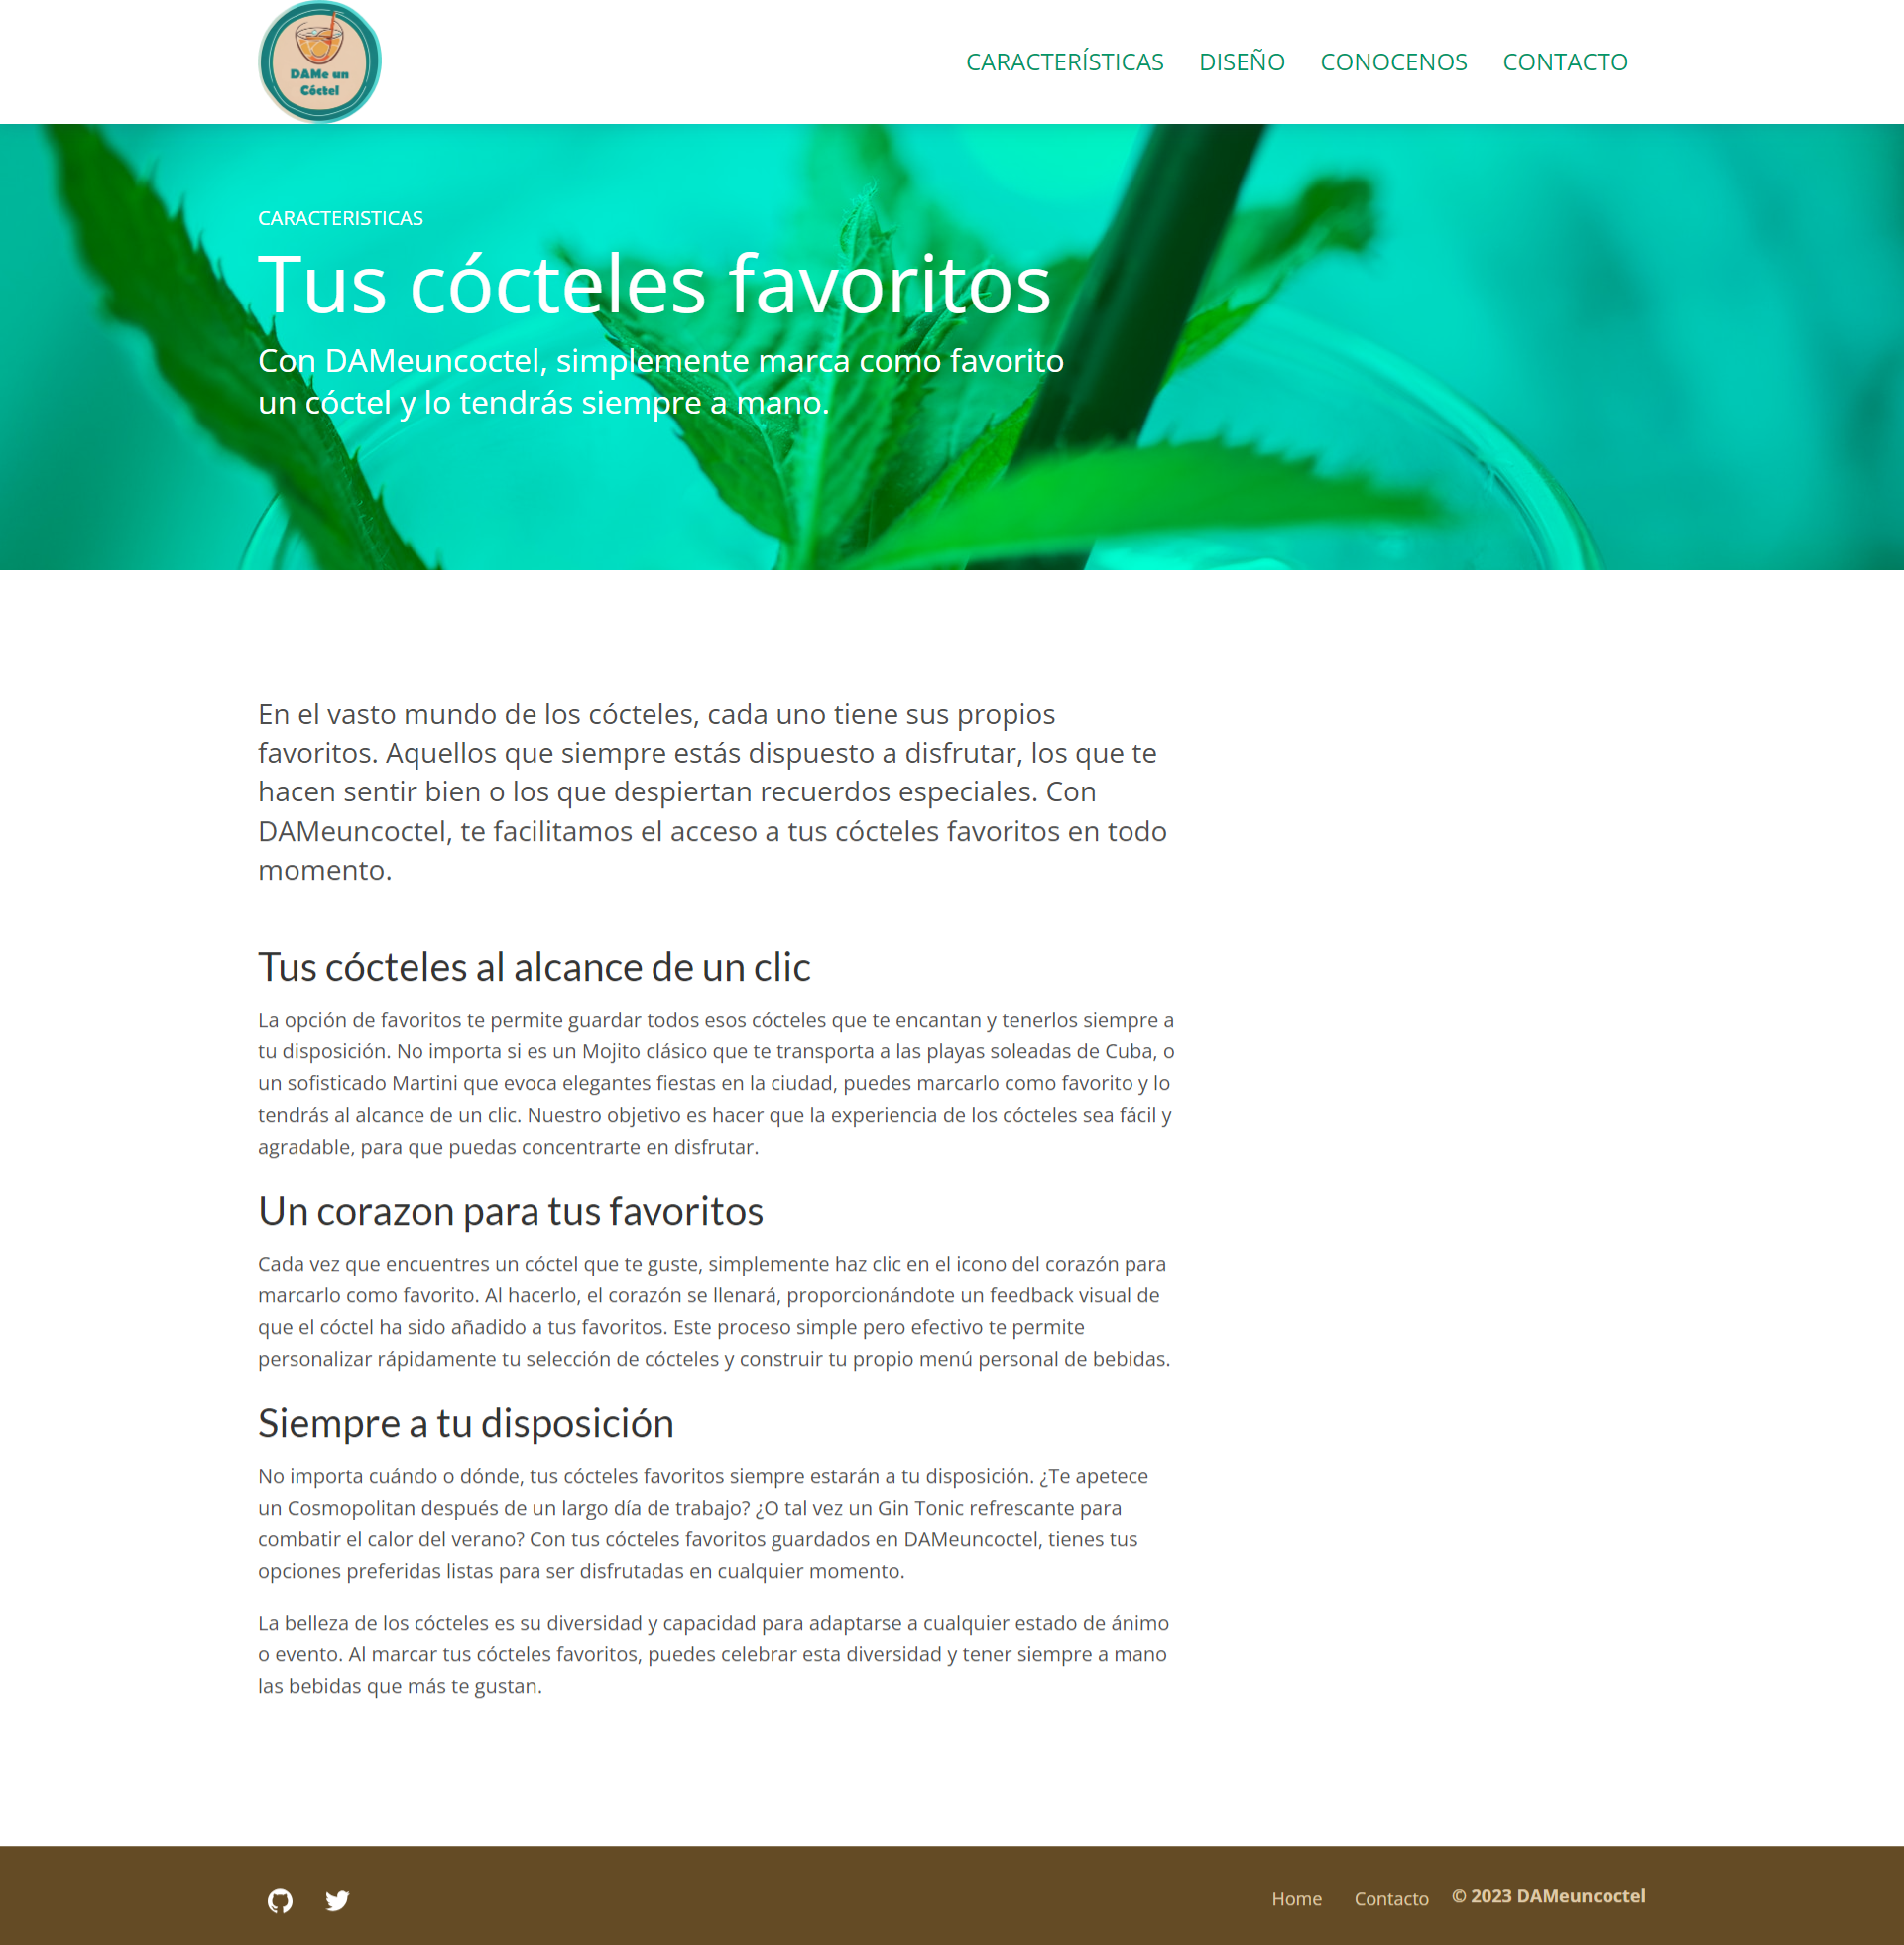 DAMe un
Cóctel
CARACTERÍSTICAS DISEÑO CONOCENOS CONTACTO
CARACTERISTICAS
Tus cócteles favoritos
Con DAMeuncoctel, simplemente marca como favorito
un cóctel y lo tendrás siempre a mano.
En el vasto mundo de los cócteles, cada uno tiene sus propios
favoritos. Aquellos que siempre estás dispuesto a disfrutar, los que te
hacen sentir bien o los que despiertan recuerdos especiales. Con
DAMeuncoctel, te facilitamos el acceso a tus cócteles favoritos en todo
momento.
Tus cócteles al alcance de un clic
La opción de favoritos te permite guardar todos esos cócteles que te encantan y tenerlos siempre a
tu disposición. No importa si es un Mojito clásico que te transporta a las playas soleadas de Cuba, o
un sofisticado Martini que evoca elegantes fiestas en la ciudad, puedes marcarlo como favorito y lo
tendrás al alcance de un clic. Nuestro objetivo es hacer que la experiencia de los cócteles sea fácil y
agradable, para que puedas concentrarte en disfrutar.
Un corazon para tus favoritos
Cada vez que encuentres un cóctel que te guste, simplemente haz clic en el icono del corazón para
marcarlo como favorito. Al hacerlo, el corazón se llenará, proporcionándote un feedback visual de
que el cóctel ha sido añadido a tus favoritos. Este proceso simple pero efectivo te permite
personalizar rápidamente tu selección de cócteles y construir tu propio menú personal de bebidas.
Siempre a tu disposición
No importa cuándo o dónde, tus cócteles favoritos siempre estarán a tu disposición. ¿Te apetece
un Cosmopolitan después de un largo día de trabajo? ¿O tal vez un Gin Tonic refrescante para
combatir el calor del verano? Con tus cócteles favoritos guardados en DAMeuncoctel, tienes tus
opciones preferidas listas para ser disfrutadas en cualquier momento.
La belleza de los cócteles es su diversidad y capacidad para adaptarse a cualquier estado de ánimo
o evento. Al marcar tus cócteles favoritos, puedes celebrar esta diversidad y tener siempre a mano
las bebidas que más te gustan.
Home Contacto © 2023 DAMeuncoctel